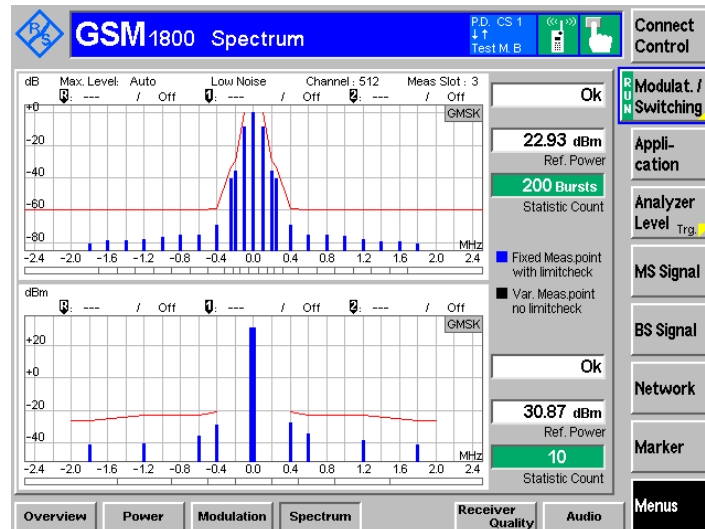 R/S
GSM 1800 Spectrum
P.D. CS 1
↓↑
Test M. B
Connect
Control
dB Max. Level: Auto Low Noise Channel : 512 Meas Slot : 3
R: --- / Off 1: --- / Off 2: --- / Off
GMSK
+0
-20
-40
-60
-80
MHz
-2.4 -2.0 -1.6 -1.2 -0.8 -0.4 0.0 0.4 0.8 1.2 1.6 2.0 2.4
Ok
22.93 dBm
Ref. Power
200 Bursts
Statistic Count
Fixed Meas.point
with limitcheck
Var. Meas.point
no limitcheck
dBm
R: --- / Off 1: --- / Off 2: --- / Off
GMSK
+20
+0
-20
-40
MHz
-2.4 -2.0 -1.6 -1.2 -0.8 -0.4 0.0 0.4 0.8 1.2 1.6 2.0 2.4
Ok
30.87 dBm
Ref. Power
10
Statistic Count
RUN
Modulat. /
Switching
Appli-
cation
Analyzer
Level Trg.
MS Signal
BS Signal
Network
Marker
Menus
Overview Power Modulation Spectrum Receiver Quality Audio